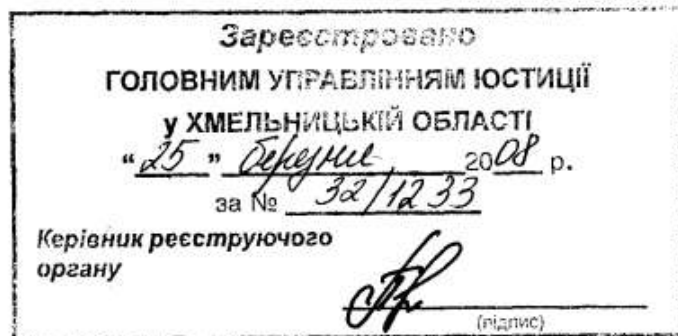 Зареєстровано
ГОЛОВНИМ УПРАВЛІННЯМ ЮСТИЦІЇ
у ХМЕЛЬНИЦЬКІЙ ОБЛАСТІ
"25" березня 2008 р.
за № 32/1233
Керівник реєструючого
органу
(підпис)